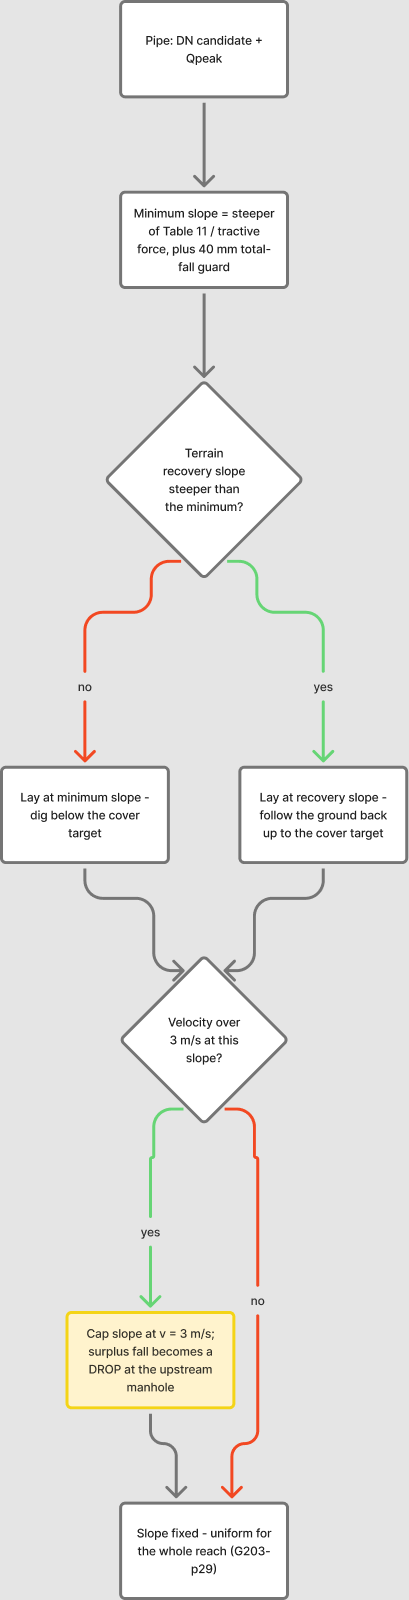 Pipe: DN candidate +
Qpeak
Minimum slope = steeper
of Table 11 / tractive
force, plus 40 mm total-
fall guard
Terrain
recovery slope
steeper than
the minimum?
no
yes
Lay at minimum slope -
dig below the cover
target
Lay at recovery slope -
follow the ground back
up to the cover target
Velocity over
3 m/s at this
slope?
yes
no
Cap slope at v = 3 m/s;
surplus fall becomes a
DROP at the upstream
manhole
Slope fixed - uniform for
the whole reach (G203-
p29)